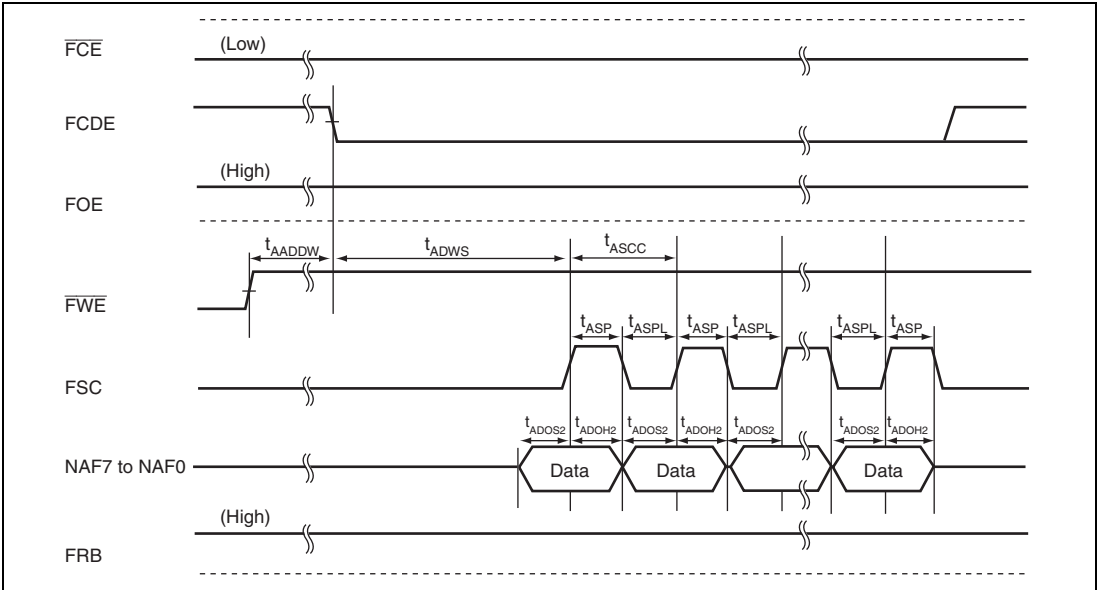 FCE (Low)
FCDE
(High)
FOE
tAADDW tADWS tASCC
FWE
tASP tASPL tASP tASPL tASPL tASP
FSC
tADOS2 tADOH2 tADOS2 tADOH2 tADOS2 tADOS2 tADOH2
NAF7 to NAF0 Data Data Data
(High)
FRB